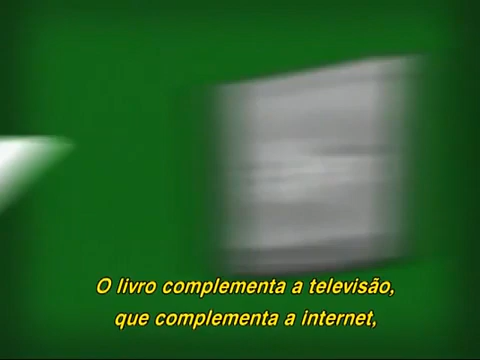 O livro complementa a televisão,
que complementa a internet,